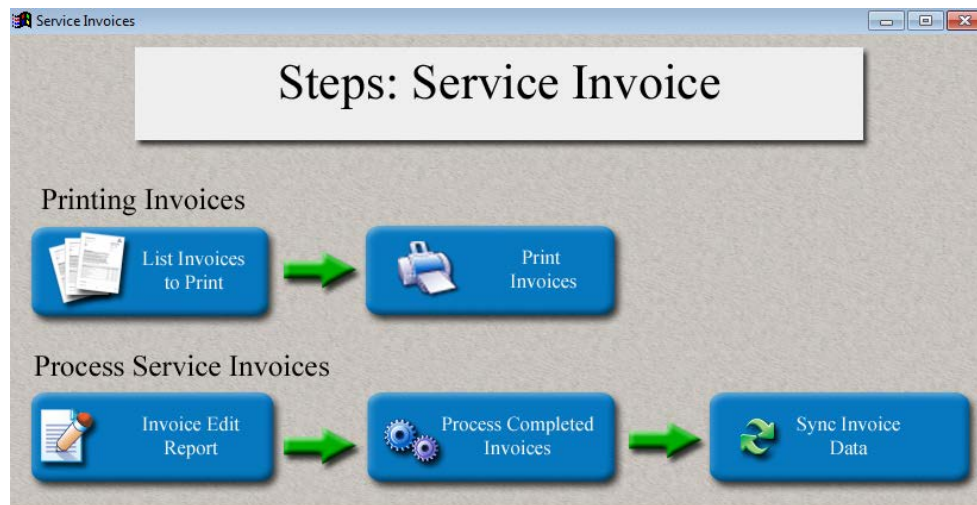 Service Invoices
Steps: Service Invoice
Printing Invoices
List Invoices
to Print
Print
Invoices
Process Service Invoices
Invoice Edit
Report
Process Completed
Invoices
Sync Invoice
Data